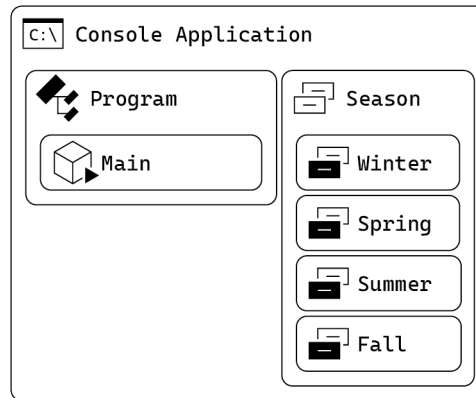 C:\ Console Application
Program
Main
Season
Winter
Spring
Summer
Fall